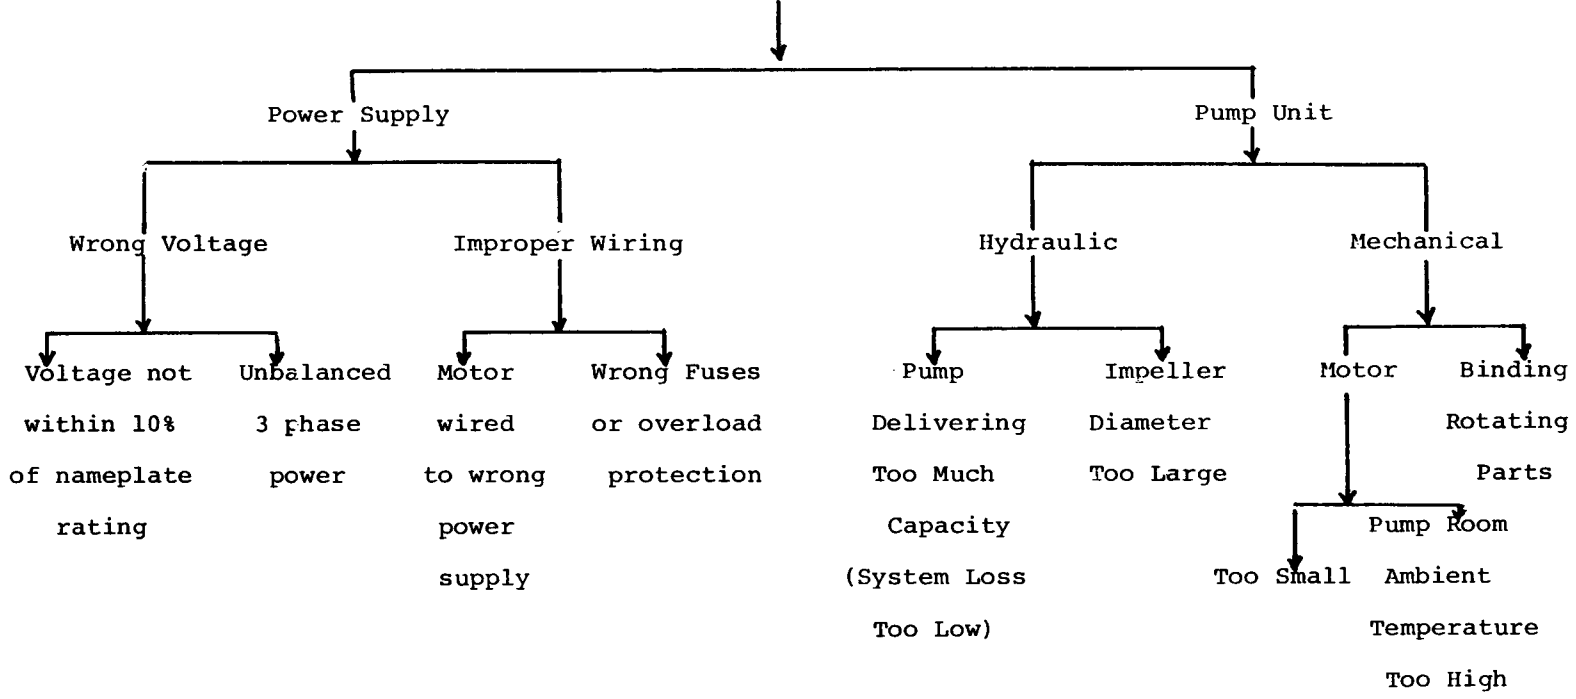 Power Supply
Pump Unit
Wrong Voltage
Improper Wiring
Hydraulic
Mechanical
Voltage not
within 10%
of nameplate
rating
Unbalanced
3 phase
power
Motor
wired
to wrong
power
supply
Wrong Fuses
or overload
protection
Pump
Delivering
Too Much
Capacity
(System Loss
Too Low)
Impeller
Diameter
Too Large
Motor
Too Small
Pump Room
Ambient
Temperature
Too High
Binding
Rotating
Parts